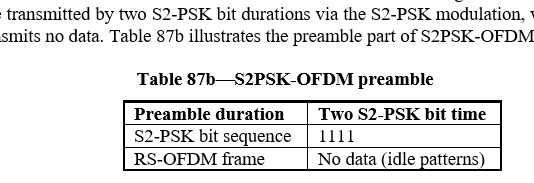 transmitted by two S2-PSK bit durations via the S2-PSK modulation,
smits no data. Table 87b illustrates the preamble part of S2PSK-OFDM
Table 87b—S2PSK-OFDM preamble
Preamble duration Two S2-PSK bit time
S2-PSK bit sequence 1111
RS-OFDM frame No data (idle patterns)